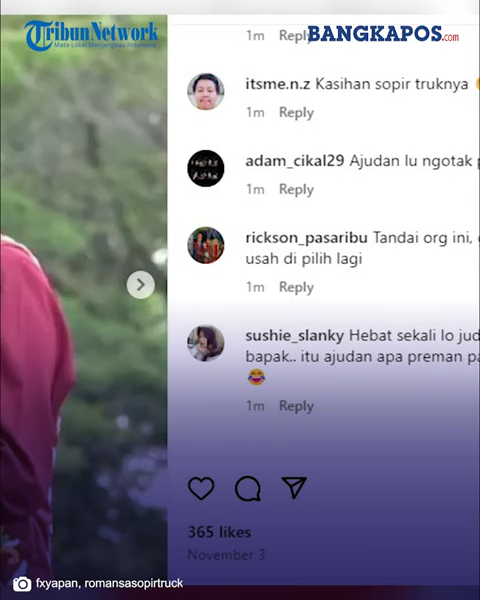 TribunNetwork
Mata Lokal Menjangkau Indonesia
BANGKAPOS.com
1m Reply
itsme.n.z Kasihan sopir truknya
1m Reply
adam_cikal29 Ajudan lu ngotak
1m Reply
rickson_pasaribu Tandai org ini,
usah di pilih lagi
1m Reply
sushie_slanky Hebat sekali lo
bapak.. itu ajudan apa preman
😂
1m Reply
365 likes
November 3
fxyapan, romansasopirtruck